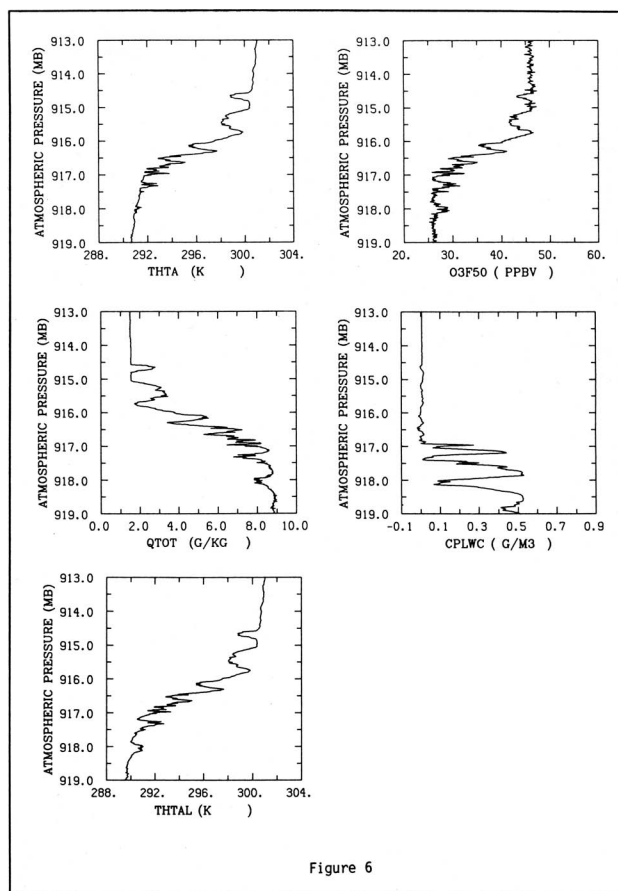 913.0
914.0
915.0
916.0
917.0
918.0
919.0
ATMOSPHERIC PRESSURE (MB)
288. 292. 296. 300. 304.
THTA (K )
913.0
914.0
915.0
916.0
917.0
918.0
919.0
ATMOSPHERIC PRESSURE (MB)
20. 30. 40. 50. 60.
O3F50 ( PPBV )
913.0
914.0
915.0
916.0
917.0
918.0
919.0
ATMOSPHERIC PRESSURE (MB)
0.0 2.0 4.0 6.0 8.0 10.0
QTOT (G/KG )
913.0
914.0
915.0
916.0
917.0
918.0
919.0
ATMOSPHERIC PRESSURE (MB)
-0.1 0.1 0.3 0.5 0.7 0.9
CPLWC ( G/M3 )
913.0
914.0
915.0
916.0
917.0
918.0
919.0
ATMOSPHERIC PRESSURE (MB)
288. 292. 296. 300. 304.
THTAL (K )
Figure 6